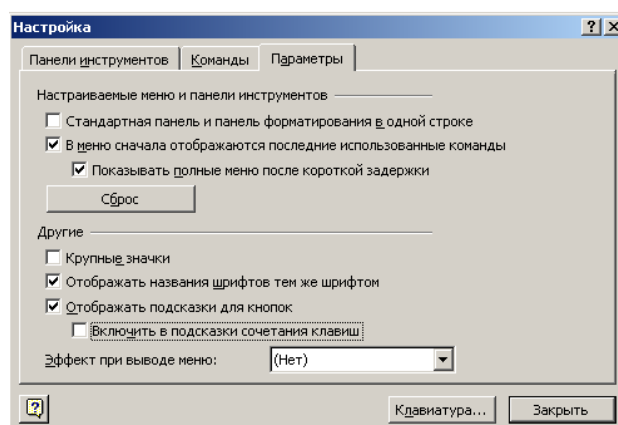 Настройка
Панели инструментов Команды Параметры
Настраиваемые меню и панели инструментов
Стандартная панель и панель форматирования в одной строке
В меню сначала отображаются последние использованные команды
Показывать полные меню после короткой задержки
Сброс
Другие
Крупные значки
Отображать названия шрифтов тем же шрифтом
Отображать подсказки для кнопок
Включить в подсказки сочетания клавиш
Эффект при выводе меню: (Нет)
Клавиатура... Закрыть